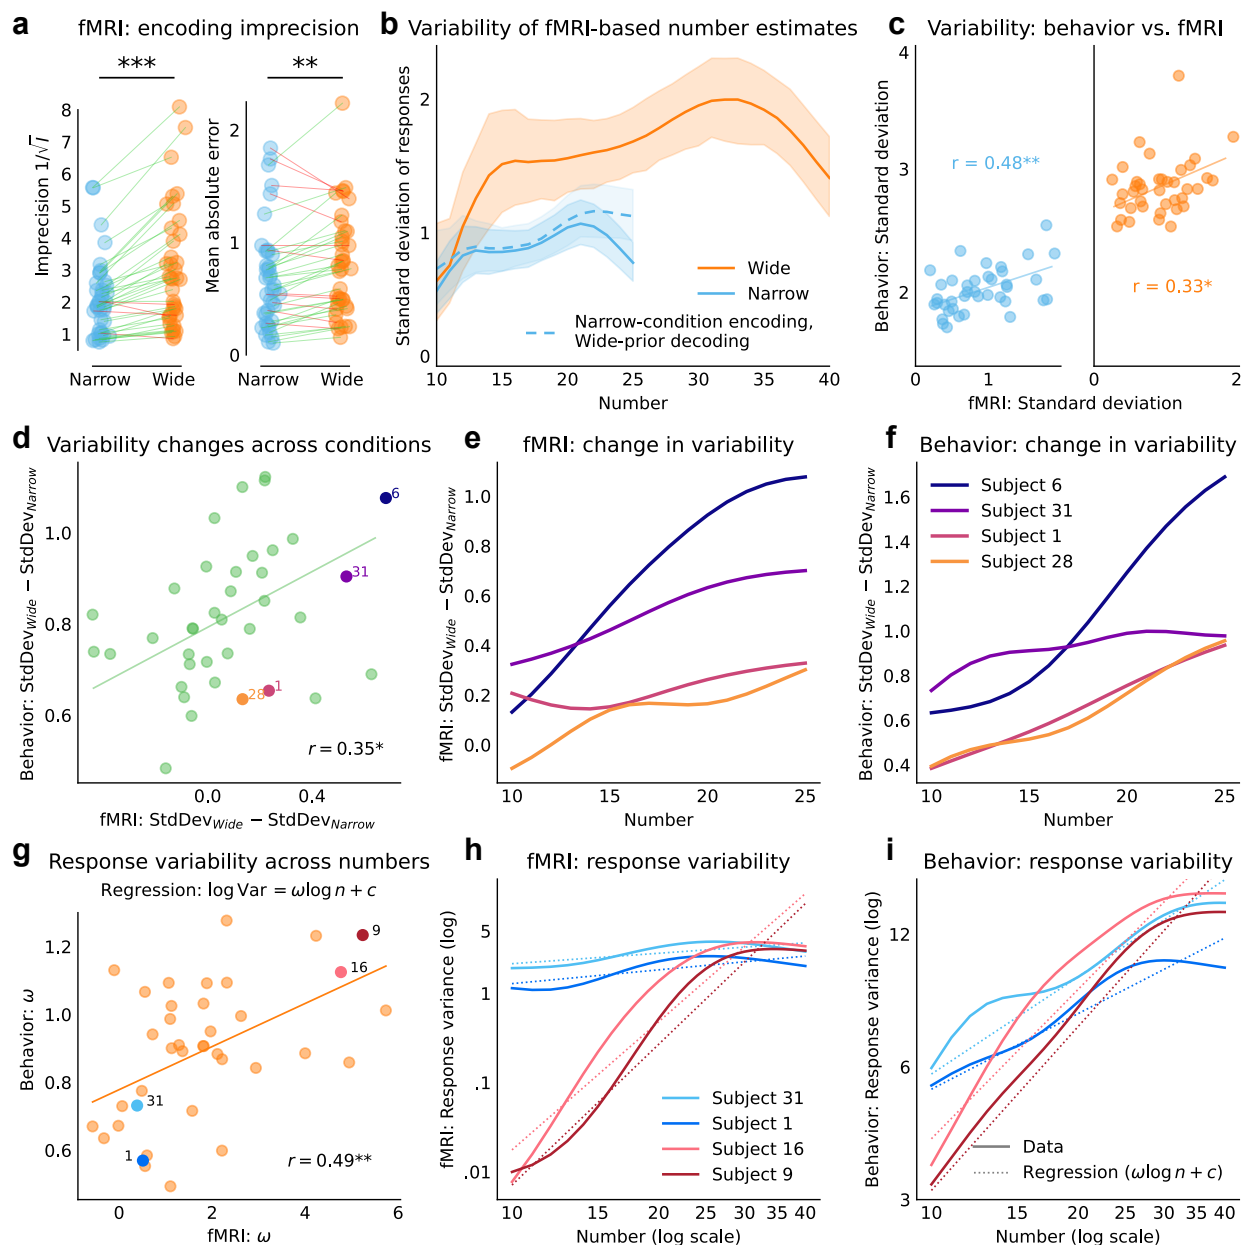 a fMRI: encoding imprecision
*** **
Imprecision 1/√I
8
7
6
5
4
3
2
1
Narrow Wide
Mean absolute error
2
1
0
Narrow Wide
b Variability of fMRI-based number estimates
Standard deviation of responses
2
1
0
Wide
Narrow
Narrow-condition encoding,
Wide-prior decoding
10 15 20 25 30 35 40
Number
c Variability: behavior vs. fMRI
Behavior: Standard deviation
4
3
2
r = 0.48**
r = 0.33*
0 1 0 1 2
fMRI: Standard deviation
d Variability changes across conditions
Behavior: StdDevWide − StdDevNarrow
1.0
0.8
0.6
6
31
1
28
r = 0.35*
0.0 0.4
fMRI: StdDevWide − StdDevNarrow
e fMRI: change in variability
fMRI: StdDevWide − StdDevNarrow
1.0
0.8
0.6
0.4
0.2
0.0
10 15 20 25
Number
f Behavior: change in variability
Behavior: StdDevWide − StdDevNarrow
1.6
1.4
1.2
1.0
0.8
0.6
0.4
Subject 6
Subject 31
Subject 1
Subject 28
10 15 20 25
Number
g Response variability across numbers
Regression: log Var = ωlog n + c
Behavior: ω
1.2
1.0
0.8
0.6
9
16
31
1
r = 0.49**
0 2 4 6
fMRI: ω
h fMRI: response variability
fMRI: Response variance (log)
5
1
.1
.01
Subject 31
Subject 1
Subject 16
Subject 9
10 15 20 25 30 35 40
Number (log scale)
i Behavior: response variability
Behavior: Response variance (log)
12
6
3
Data
Regression (ωlog n + c)
10 15 20 25 30 35 40
Number (log scale)